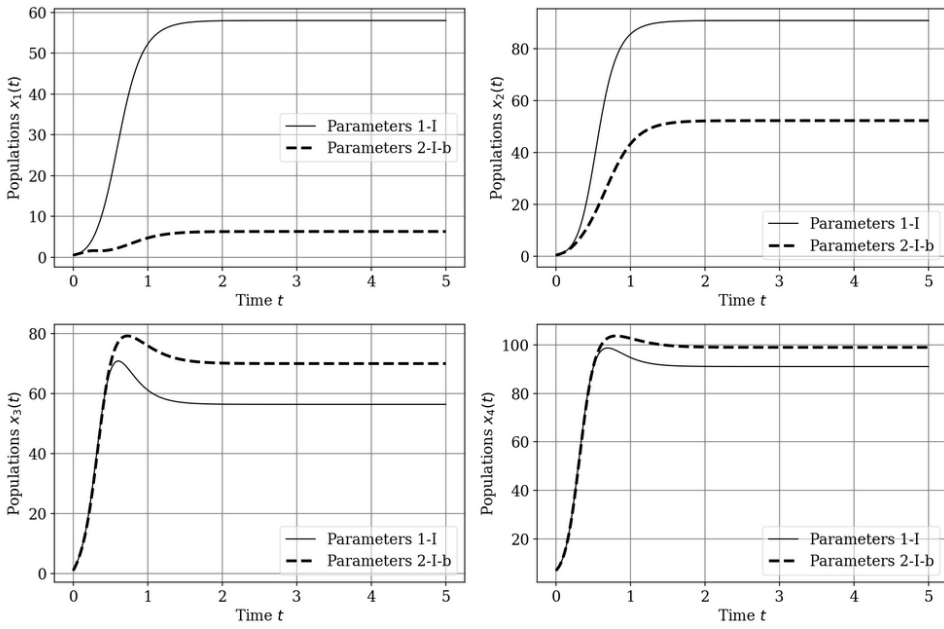 60
50
40
30
20
10
0
Populations x₁(t)
Parameters 1-I
Parameters 2-I-b
0 1 2 3 4 5
Time t
80
60
40
20
0
Populations x₂(t)
Parameters 1-I
Parameters 2-I-b
0 1 2 3 4 5
Time t
80
60
40
20
0
Populations x₃(t)
Parameters 1-I
Parameters 2-I-b
0 1 2 3 4 5
Time t
100
80
60
40
20
Populations x₄(t)
Parameters 1-I
Parameters 2-I-b
0 1 2 3 4 5
Time t